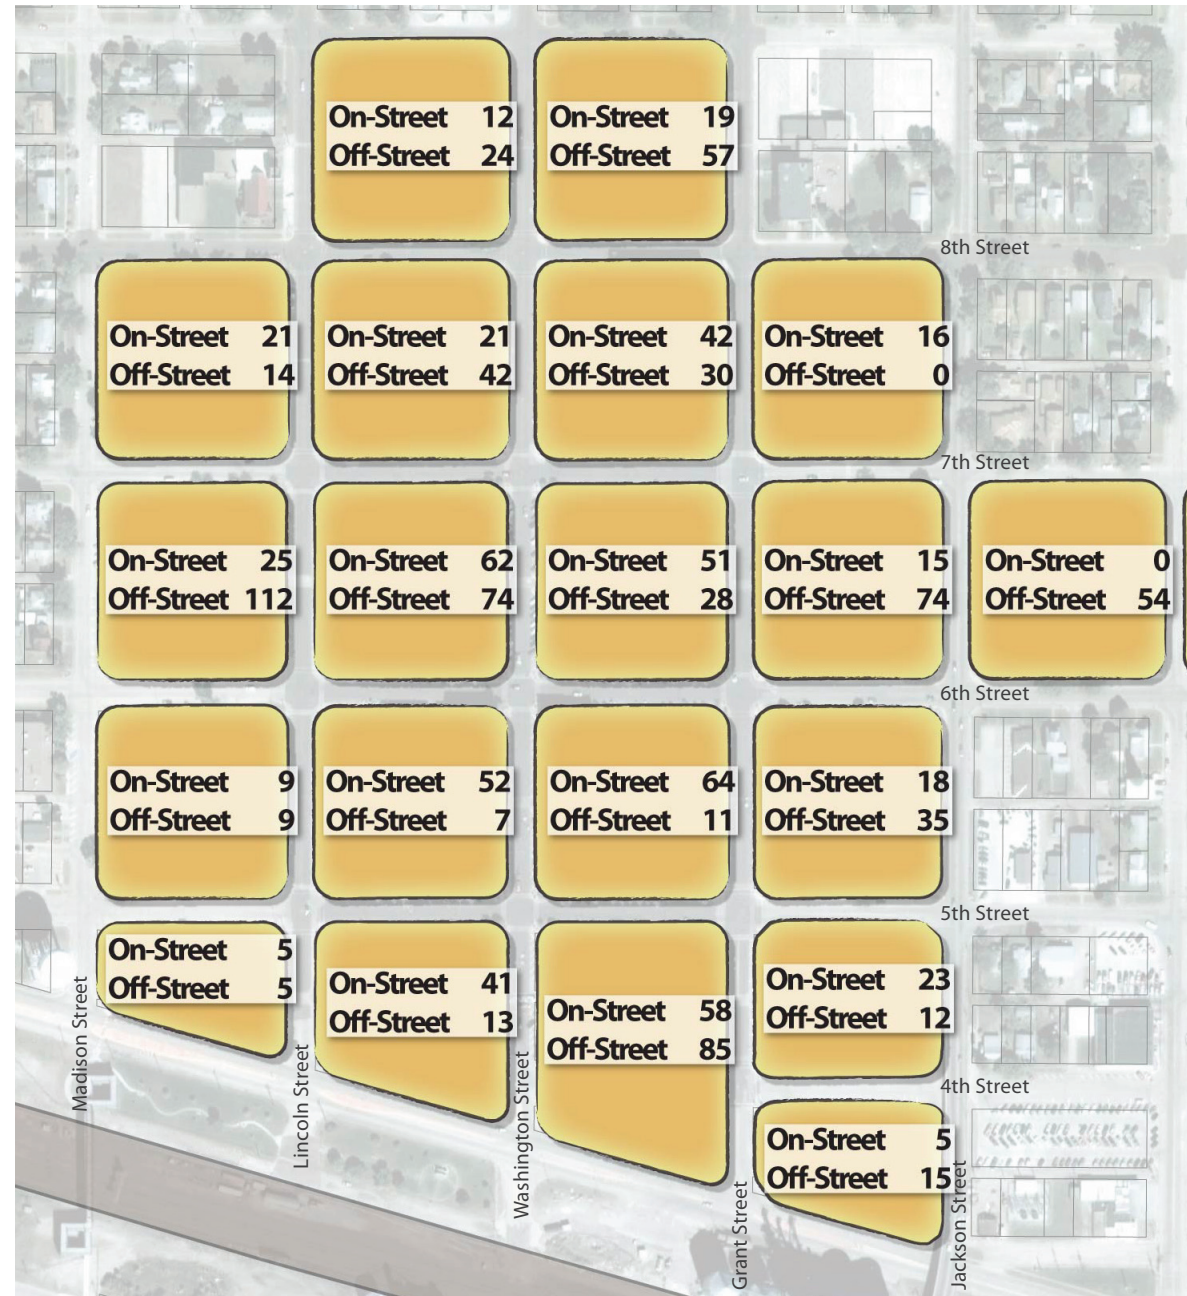 On-Street 12
Off-Street 24
On-Street 19
Off-Street 57
8th Street
On-Street 21
Off-Street 14
On-Street 21
Off-Street 42
On-Street 42
Off-Street 30
On-Street 16
Off-Street 0
7th Street
On-Street 25
Off-Street 112
On-Street 62
Off-Street 74
On-Street 51
Off-Street 28
On-Street 15
Off-Street 74
On-Street 0
Off-Street 54
6th Street
On-Street 9
Off-Street 9
On-Street 52
Off-Street 7
On-Street 64
Off-Street 11
On-Street 18
Off-Street 35
5th Street
On-Street 5
Off-Street 5
On-Street 41
Off-Street 13
On-Street 58
Off-Street 85
On-Street 23
Off-Street 12
4th Street
On-Street 5
Off-Street 15
Madison Street
Lincoln Street
Washington Street
Grant Street
Jackson Street